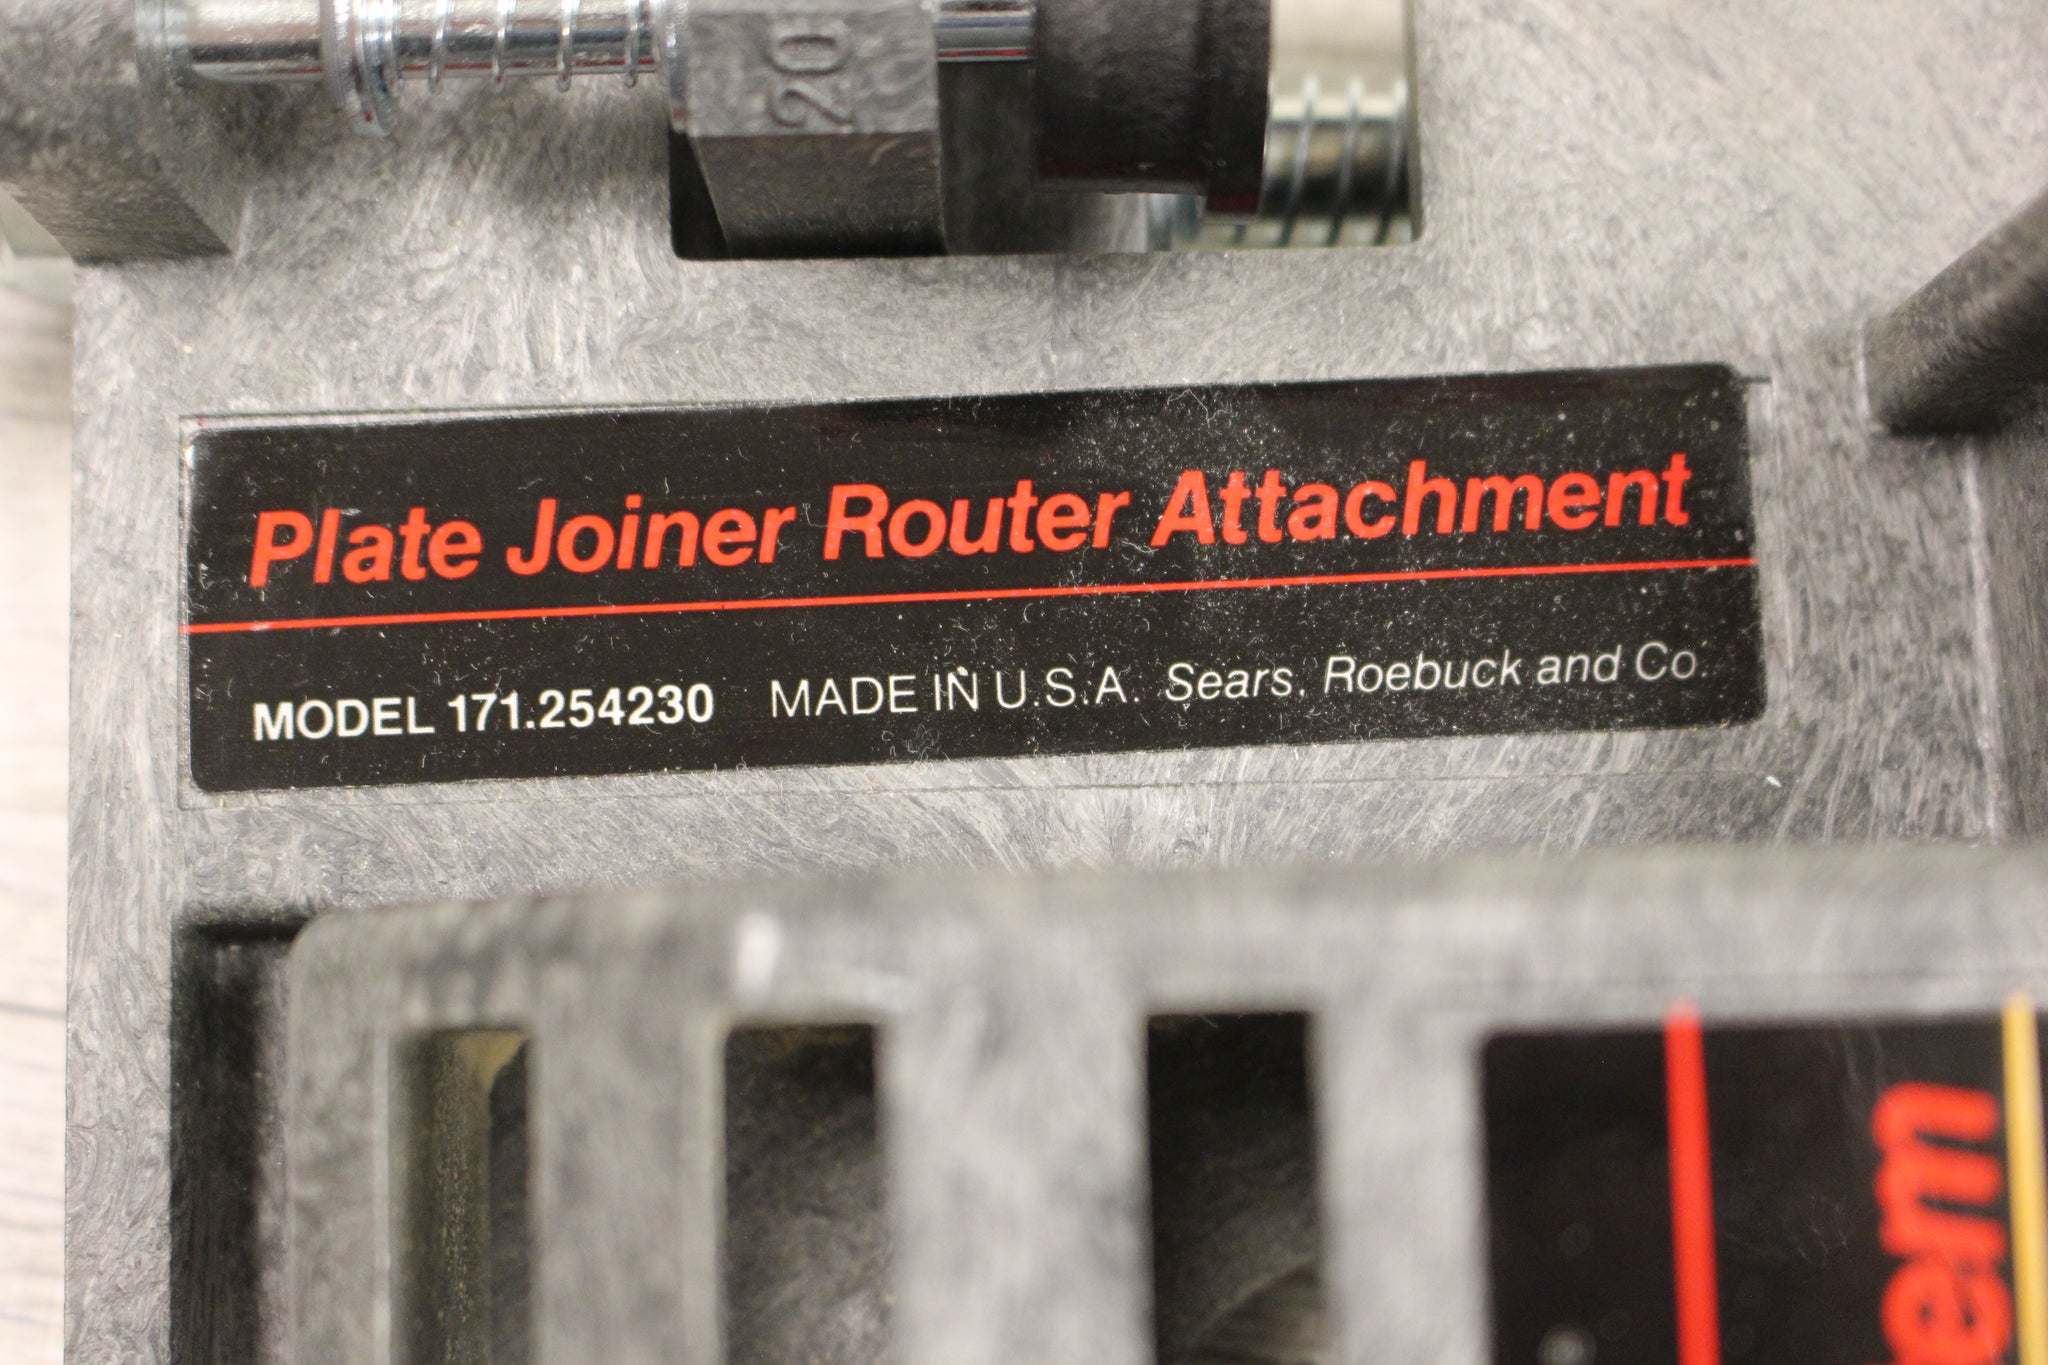 20
Plate Joiner Router Attachment
MODEL 171.254230 MADE IN U.S.A. Sears, Roebuck and Co.